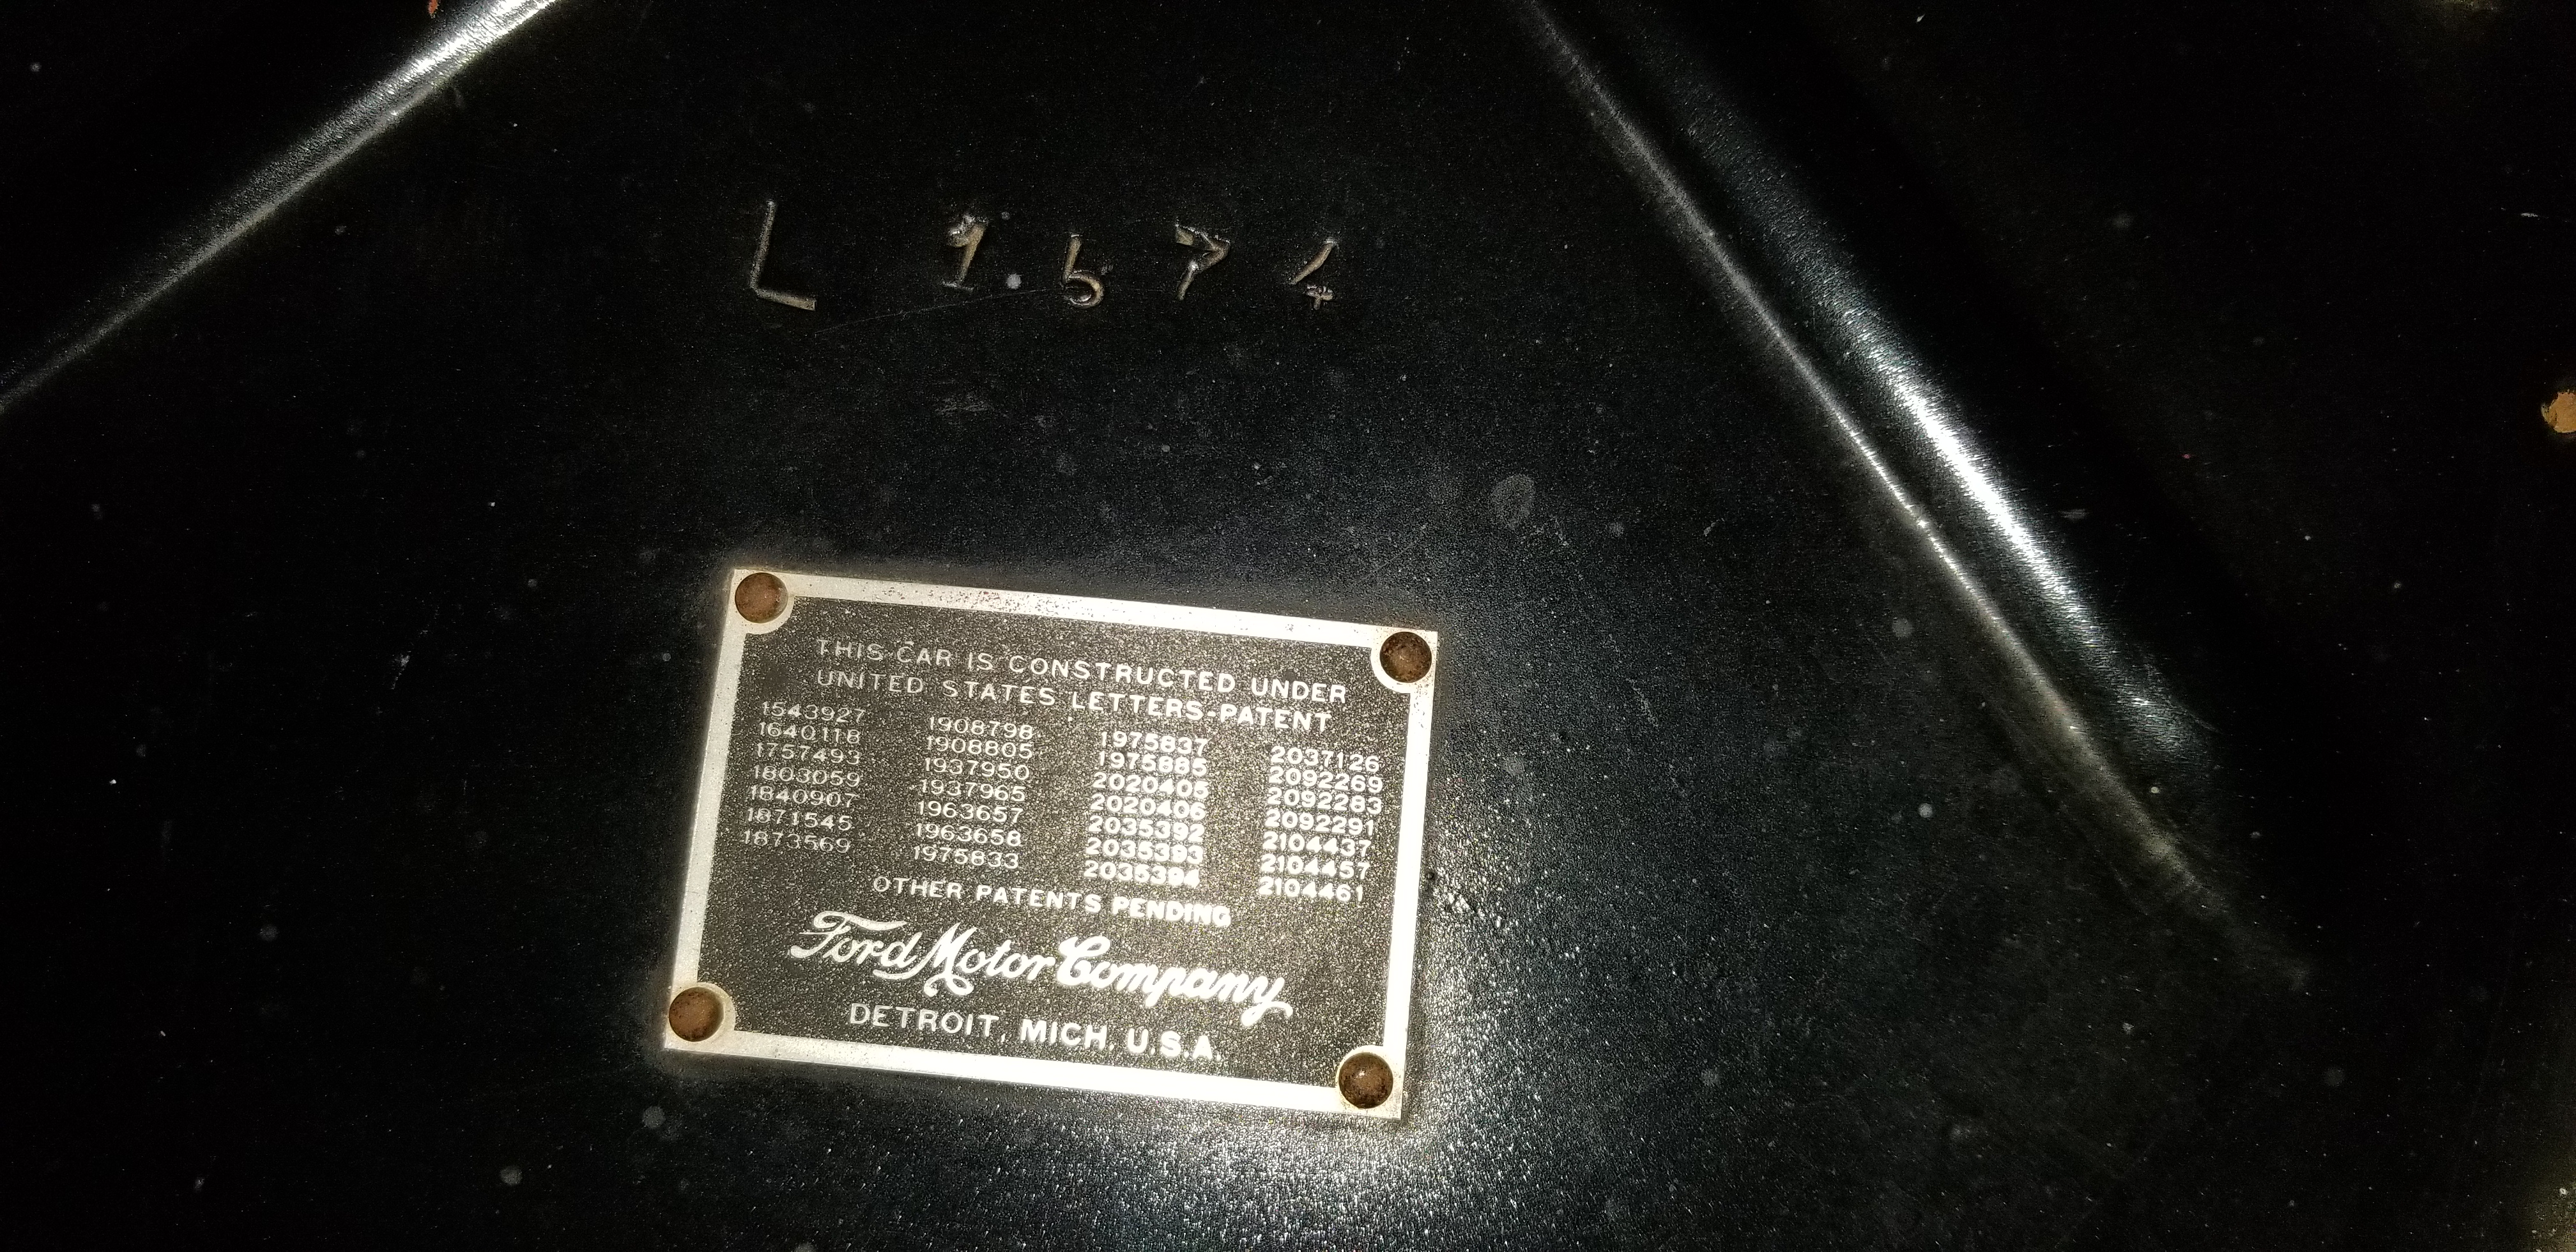 L 1674
THIS CAR IS CONSTRUCTED UNDER
UNITED STATES LETTERS-PATENT
1543927 1908798 1975837 2037126
1640118 1908805 1975885 2092269
1757493 1937950 2020405 2092283
1803059 1937965 2020406 2092291
1840907 1963657 2035392 2104437
1871545 1963658 2035393 2104457
1873569 1975833 2035394 2104461
OTHER PATENTS PENDING
Ford Motor Company
DETROIT, MICH. U.S.A.